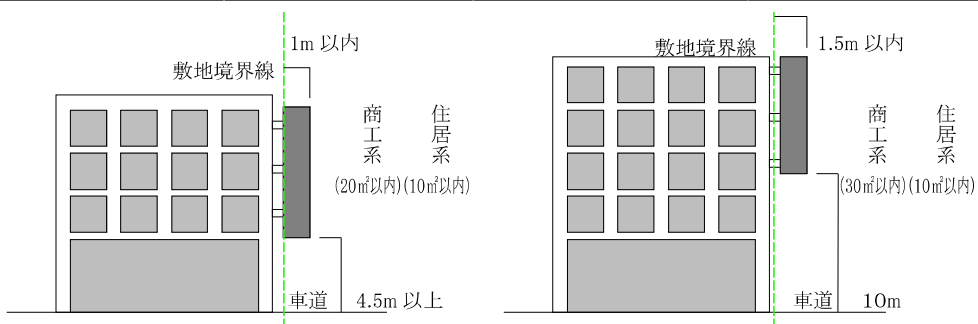 1m 以内
敷地境界線
商工系
住居系
(20㎡以内)(10㎡以内)
車道
4.5m 以上
1.5m 以内
敷地境界線
商工系
住居系
(30㎡以内)(10㎡以内)
車道
10m